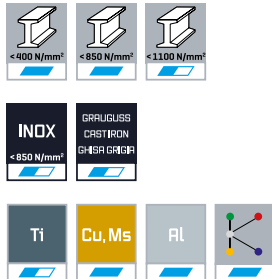 <400 N/mm² <850 N/mm² <1100 N/mm²
INOX
<850 N/mm²
GRAUGUSS
CAST IRON
GHISA GRIGIA
Ti Cu, Ms Al